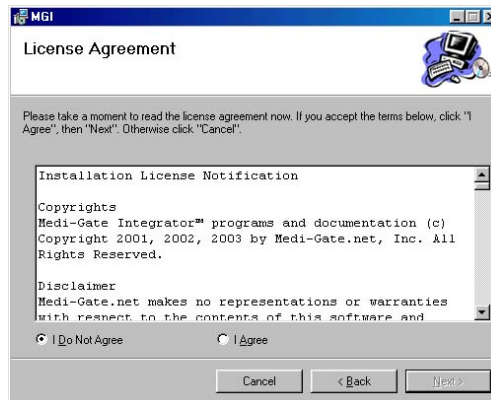 MGI
License Agreement
Please take a moment to read the license agreement now. If you accept the terms below, click "I
Agree", then "Next". Otherwise click "Cancel".
Installation License Notification
Copyrights
Medi-Gate Integrator™ programs and documentation (c)
Copyright 2001, 2002, 2003 by Medi-Gate.net, Inc. All
Rights Reserved.
Disclaimer
Medi-Gate.net makes no representations or warranties
with respect to the contents of this software and
I Do Not Agree
I Agree
Cancel
< Back
Next >